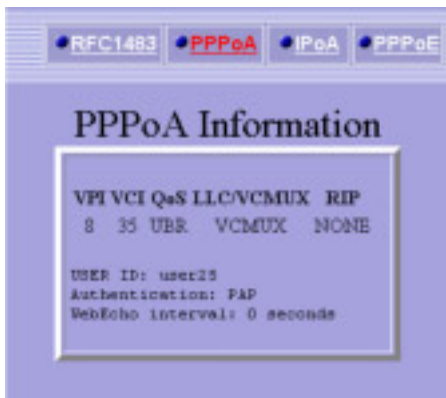 RFC1483 PPPoA IPoA PPPoE
PPPoA Information
VPI VCI QoS LLC/VCMUX RIP
8 35 UBR VCMUX NONE
USER ID: user25
Authentication: PAP
WebEcho interval: 0 seconds